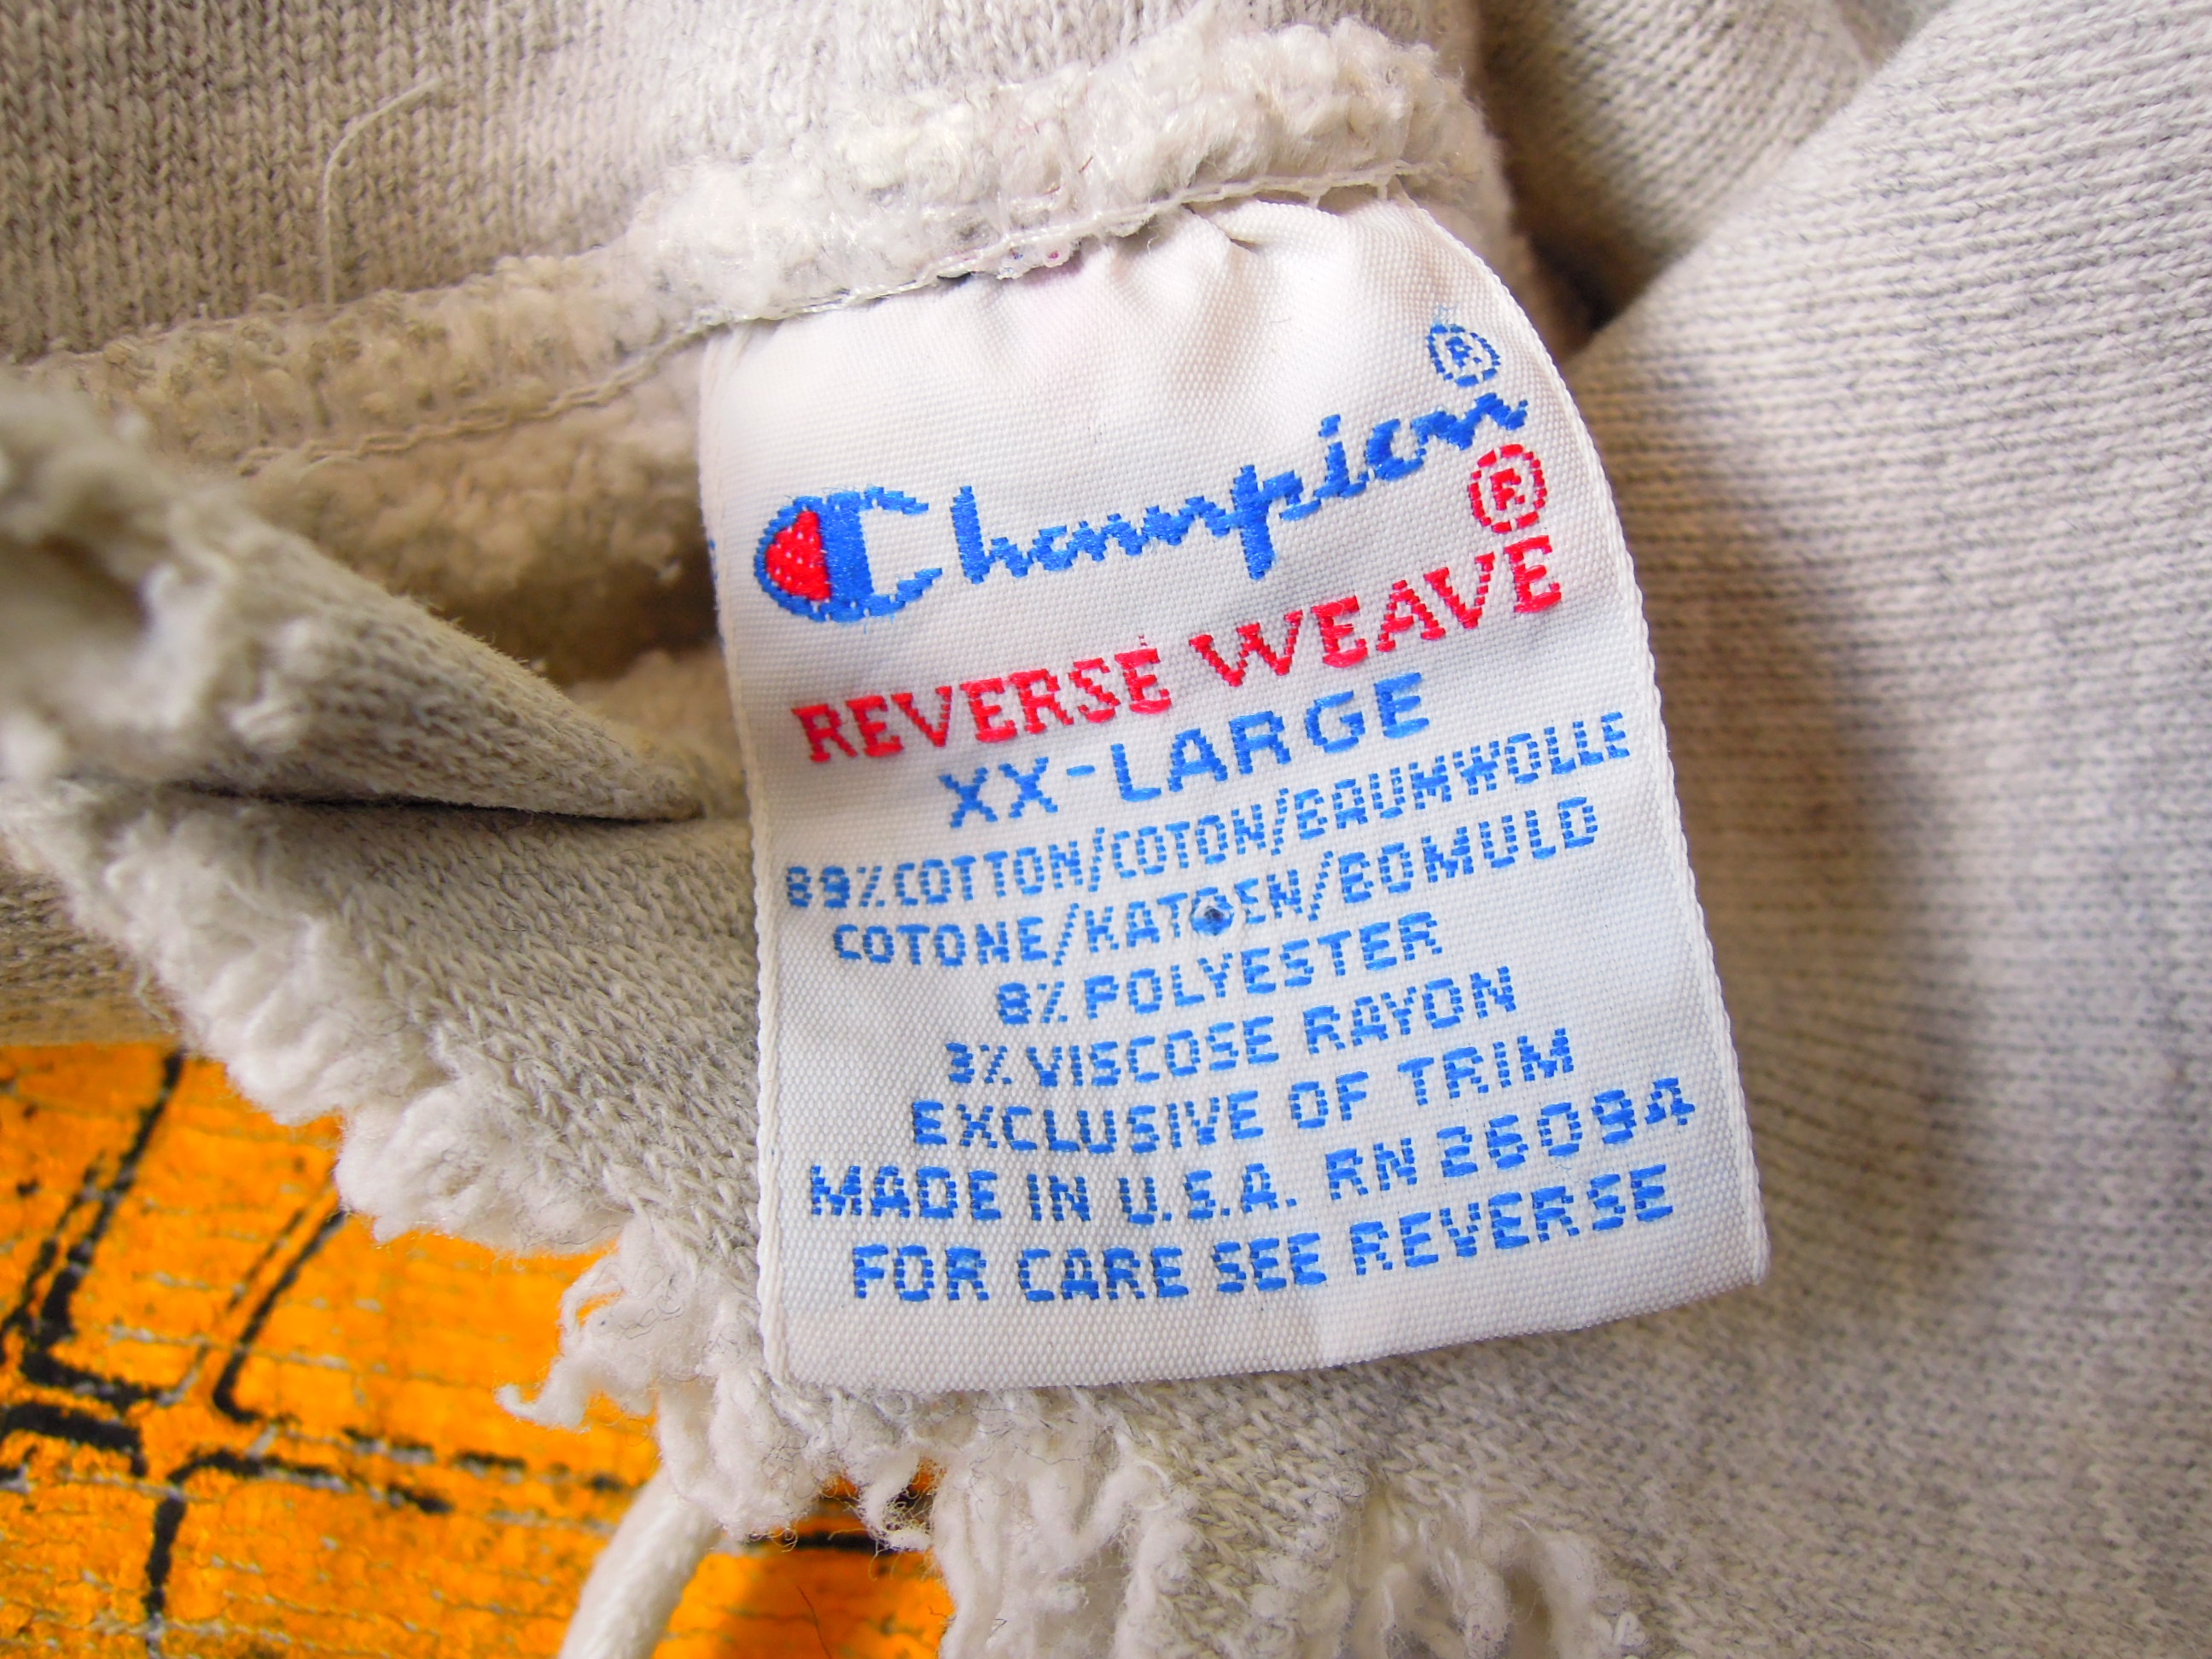 Champion®
REVERSE WEAVE®
XX-LARGE
89% COTTON/COTON/BAUMWOLLE
COTONE/KATOEN/BOMULD
8% POLYESTER
3% VISCOSE RAYON
EXCLUSIVE OF TRIM
MADE IN U.S.A. RN 26094
FOR CARE SEE REVERSE